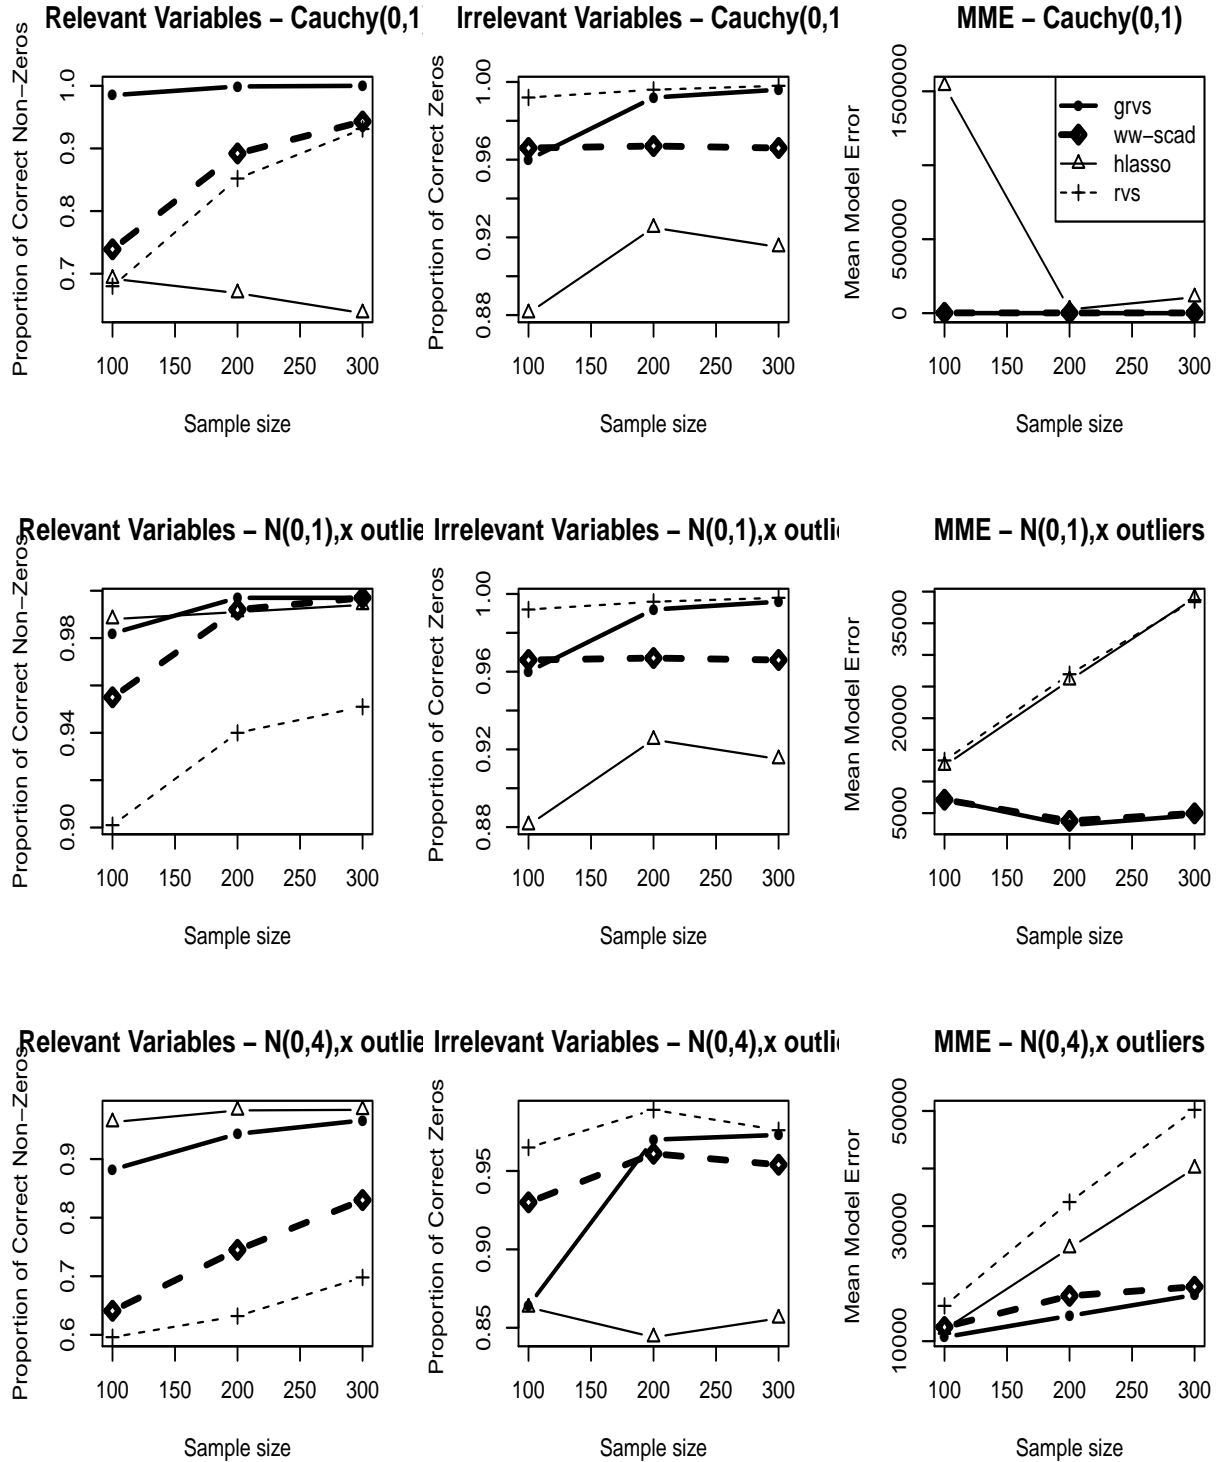 Relevant Variables – Cauchy(0,1)
Proportion of Correct Non−Zeros
1.0
0.9
0.8
0.7
100 150 200 250 300
Sample size
Irrelevant Variables – Cauchy(0,1
Proportion of Correct Zeros
1.00
0.96
0.92
0.88
100 150 200 250 300
Sample size
MME – Cauchy(0,1)
Mean Model Error
1500000
500000
0
grvs
ww−scad
hlasso
rvs
100 150 200 250 300
Sample size
Relevant Variables – N(0,1),x outlie
Proportion of Correct Non−Zeros
0.98
0.94
0.90
100 150 200 250 300
Sample size
Irrelevant Variables – N(0,1),x outli
Proportion of Correct Zeros
1.00
0.96
0.92
0.88
100 150 200 250 300
Sample size
MME – N(0,1),x outliers
Mean Model Error
35000
20000
5000
100 150 200 250 300
Sample size
Relevant Variables – N(0,4),x outlie
Proportion of Correct Non−Zeros
0.9
0.8
0.7
0.6
100 150 200 250 300
Sample size
Irrelevant Variables – N(0,4),x outli
Proportion of Correct Zeros
0.95
0.90
0.85
100 150 200 250 300
Sample size
MME – N(0,4),x outliers
Mean Model Error
50000
30000
10000
100 150 200 250 300
Sample size